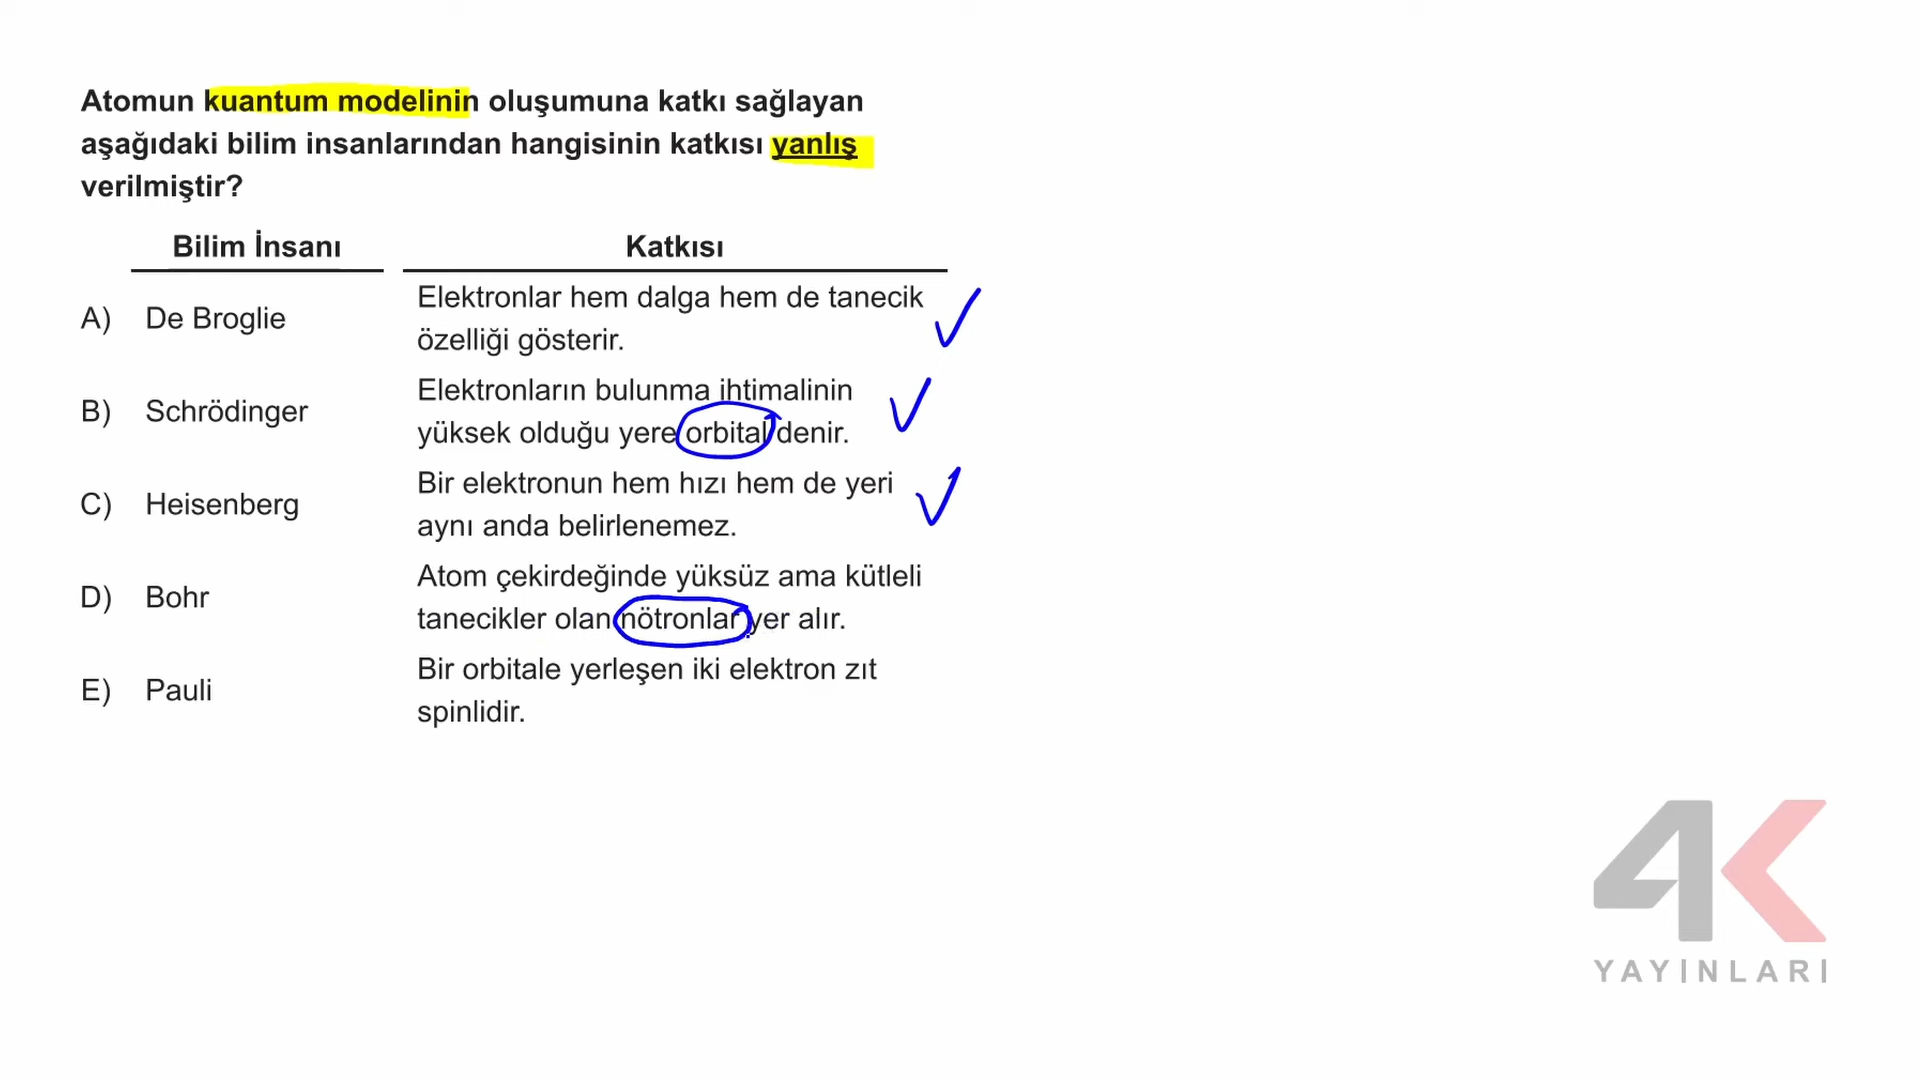 Atomun kuantum modelinin oluşumuna katkı sağlayan
aşağıdaki bilim insanlarından hangisinin katkısı yanlış
verilmiştir?
Bilim İnsanı Katkısı
A) De Broglie Elektronlar hem dalga hem de tanecik
özelliği gösterir.
B) Schrödinger Elektronların bulunma ihtimalinin
yüksek olduğu yere orbital denir.
C) Heisenberg Bir elektronun hem hızı hem de yeri
aynı anda belirlenemez.
D) Bohr Atom çekirdeğinde yüksüz ama kütleli
tanecikler olan nötronlar yer alır.
E) Pauli Bir orbitale yerleşen iki elektron zıt
spinlidir.
4K
YAYINLARI